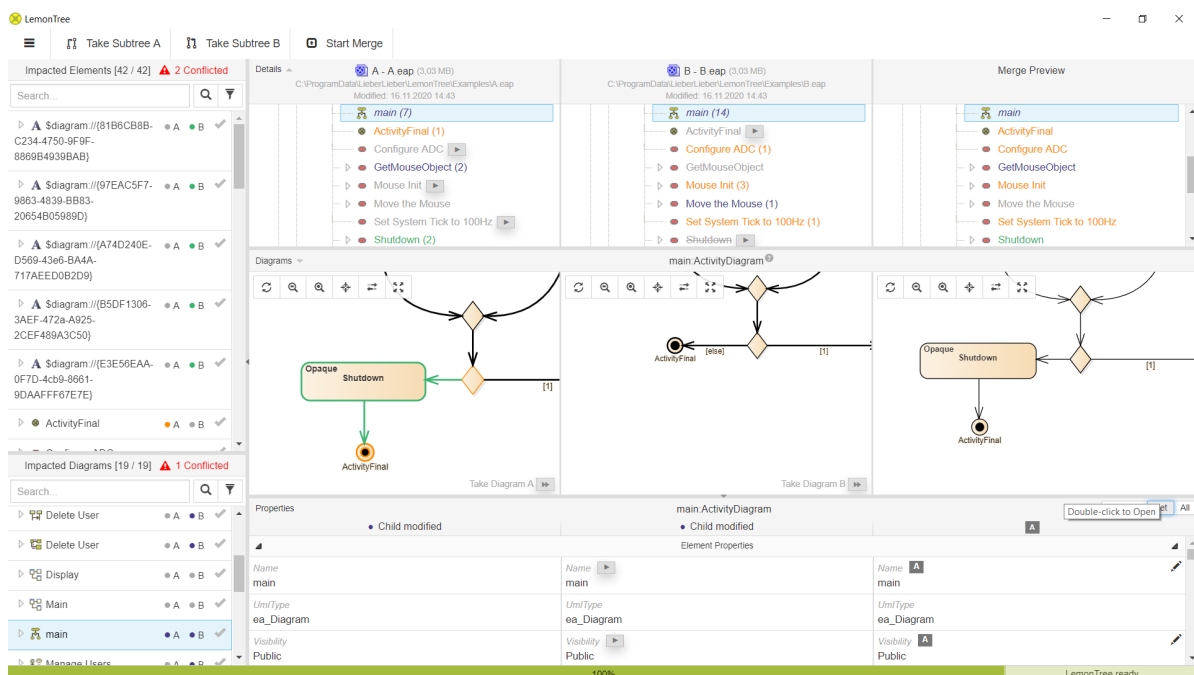 LemonTree
Take Subtree A
Take Subtree B
Start Merge
Impacted Elements [42 / 42] 2 Conflicted
Search...
$diagram://{81B6CB8B-
C234-4750-9F9F-
8869B4939BAB}
A B
$diagram://{97EAC5F7-
9863-4839-BB83-
20654B05989D}
A B
$diagram://{A74D240E-
D569-43e6-BA4A-
717AEED0B2D9}
A B
$diagram://{B5DF1306-
3AEF-472a-A925-
2CEF489A3C50}
A B
$diagram://{E3E56EAA-
0F7D-4cb9-8661-
9DAAFFF67E7E}
A B
ActivityFinal A B
Impacted Diagrams [19 / 19] 1 Conflicted
Search...
Delete User A B
Delete User A B
Display A B
Main A B
main A B
Manage Users A B
Details
A - A.eap (3,03 MB)
C:\ProgramData\LieberLieber\LemonTree\Examples\A.eap
Modified: 16.11.2020 14:43
main (7)
ActivityFinal (1)
Configure ADC
GetMouseObject (2)
Mouse Init
Move the Mouse
Set System Tick to 100Hz
Shutdown (2)
B - B.eap (3,03 MB)
C:\ProgramData\LieberLieber\LemonTree\Examples\B.eap
Modified: 16.11.2020 14:43
main (14)
ActivityFinal
Configure ADC (1)
GetMouseObject
Mouse Init (3)
Move the Mouse (1)
Set System Tick to 100Hz (1)
Shutdown
Merge Preview
main
ActivityFinal
Configure ADC
GetMouseObject
Mouse Init
Move the Mouse
Set System Tick to 100Hz
Shutdown
Diagrams
main:ActivityDiagram
Opaque
Shutdown
[1]
ActivityFinal
Take Diagram A
ActivityFinal
[else]
[1]
Take Diagram B
Opaque
Shutdown
[1]
ActivityFinal
Properties
main:ActivityDiagram
Double-click to Open
All
Child modified
Child modified
A
Element Properties
Name
main
Name
main
Name A
main
UmlType
ea_Diagram
UmlType
ea_Diagram
UmlType
ea_Diagram
Visibility
Public
Visibility
Public
Visibility A
Public
100%
LemonTree ready